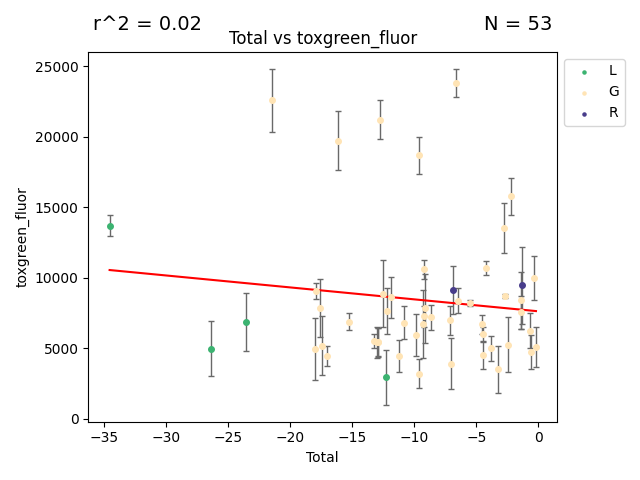 r^2 = 0.02
N = 53
Total vs toxgreen_fluor
L
G
R
25000
20000
15000
10000
5000
0
toxgreen_fluor
−35
−30
−25
−20
−15
−10
−5
0
Total